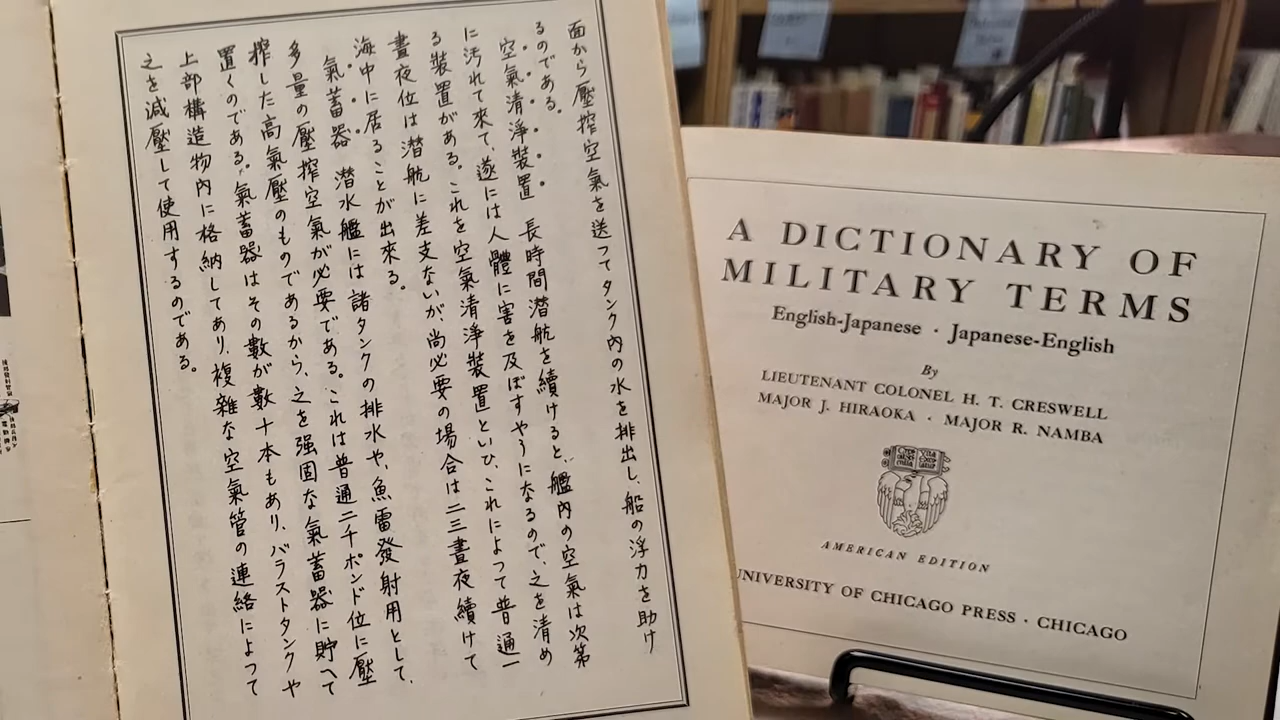 面から壓搾空氣を送つてタンク內の水を排出し、船の浮力を助け
るのである。
空氣清淨裝置 長時間潜航を續けると、艦內の空氣は次第
に汚れて來て、遂には人體に害を及ぼすやうになるので、之を清め
る裝置がある。これを空氣清淨裝置といひ、これによつて普通一
晝夜位は潜航に差支ないが、尚必要の場合は二三晝夜續けて
海中に居ることが出來る。
氣蓄器 潜水艦には諸タンクの排水や、魚雷發射用として、
多量の壓搾空氣が必要である。これは普通二千ポンド位に壓
搾した高氣壓のものであるから、之を强固な氣蓄器に貯へて
置くのである。氣蓄器はその數が數十本もあり、バラストタンクや
上部構造物內に格納してあり、複雜な空氣管の連絡によつて
之を減壓して使用するのである。
A DICTIONARY OF
MILITARY TERMS
English-Japanese · Japanese-English
By
LIEUTENANT COLONEL H. T. CRESWELL
MAJOR J. HIRAOKA · MAJOR R. NAMBA
AMERICAN EDITION
UNIVERSITY OF CHICAGO PRESS · CHICAGO